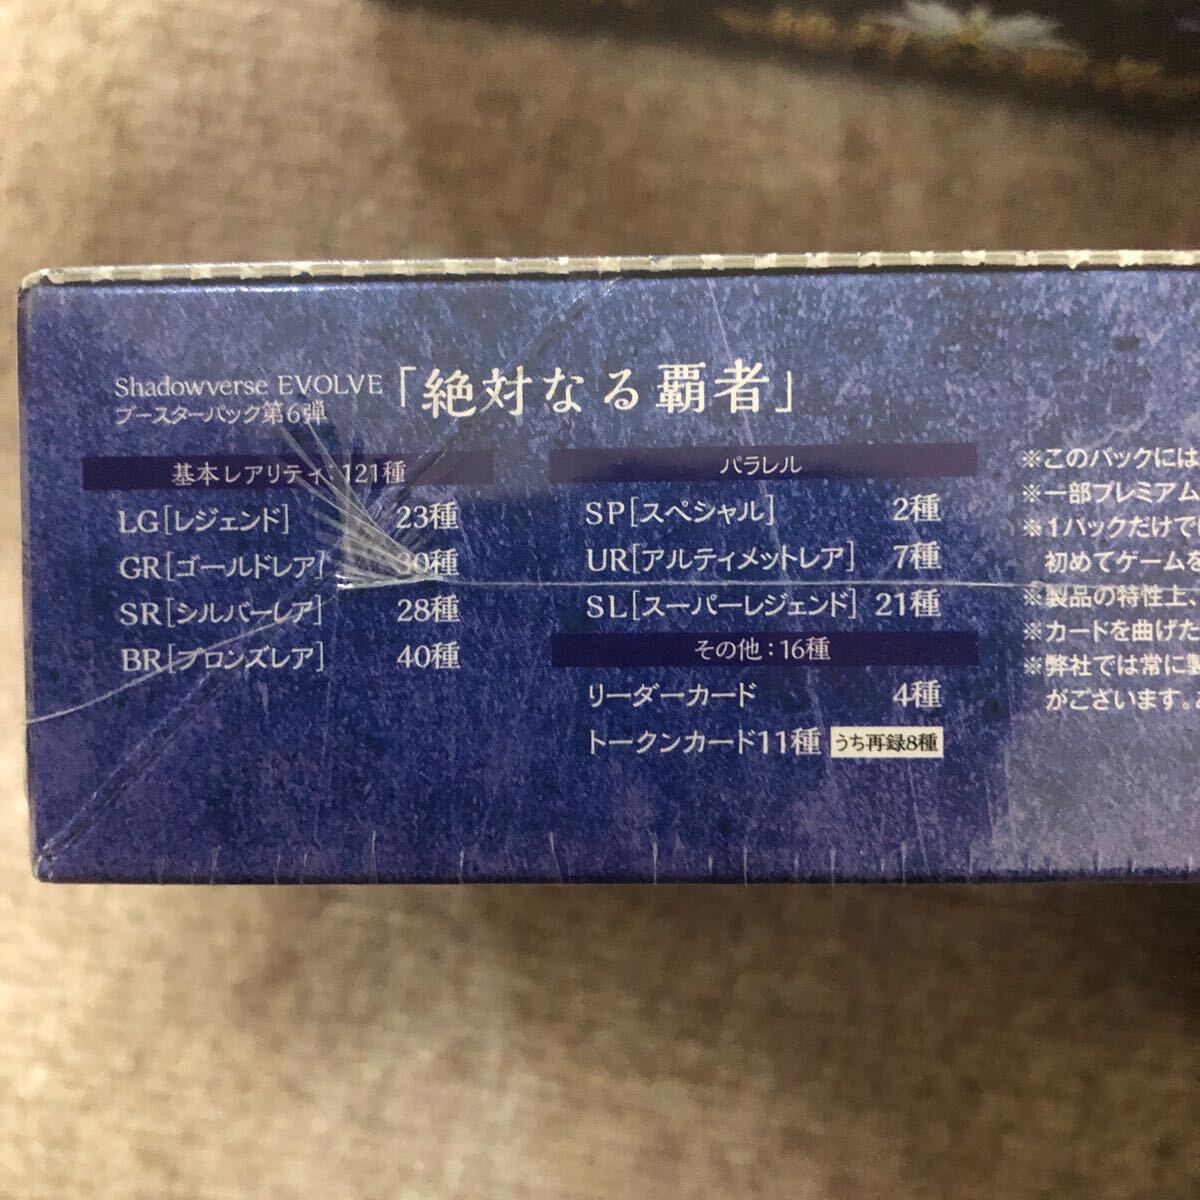 Shadowverse EVOLVE
ブースターパック第6弾
「絶対なる覇者」
基本レアリティ:121種
LG[レジェンド] 23種
GR[ゴールドレア] 30種
SR[シルバーレア] 28種
BR[ブロンズレア] 40種
パラレル
SP[スペシャル] 2種
UR[アルティメットレア] 7種
SL[スーパーレジェンド] 21種
その他:16種
リーダーカード 4種
トークンカード11種 うち再録8種
※このパックには
※一部プレミアム
※1パックだけで
初めてゲームを
※製品の特性上、
※カードを曲げた
※弊社では常に
がございます。